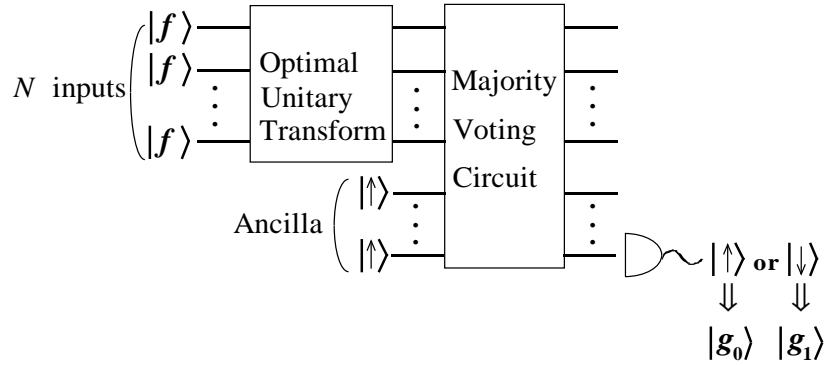 |f⟩
|f⟩
N inputs
|f⟩
Optimal
Unitary
Transform
Majority
Voting
Circuit
Ancilla
|↑⟩
|↑⟩
|↑⟩ or |↓⟩
⇓ ⇓
|g₀⟩ |g₁⟩